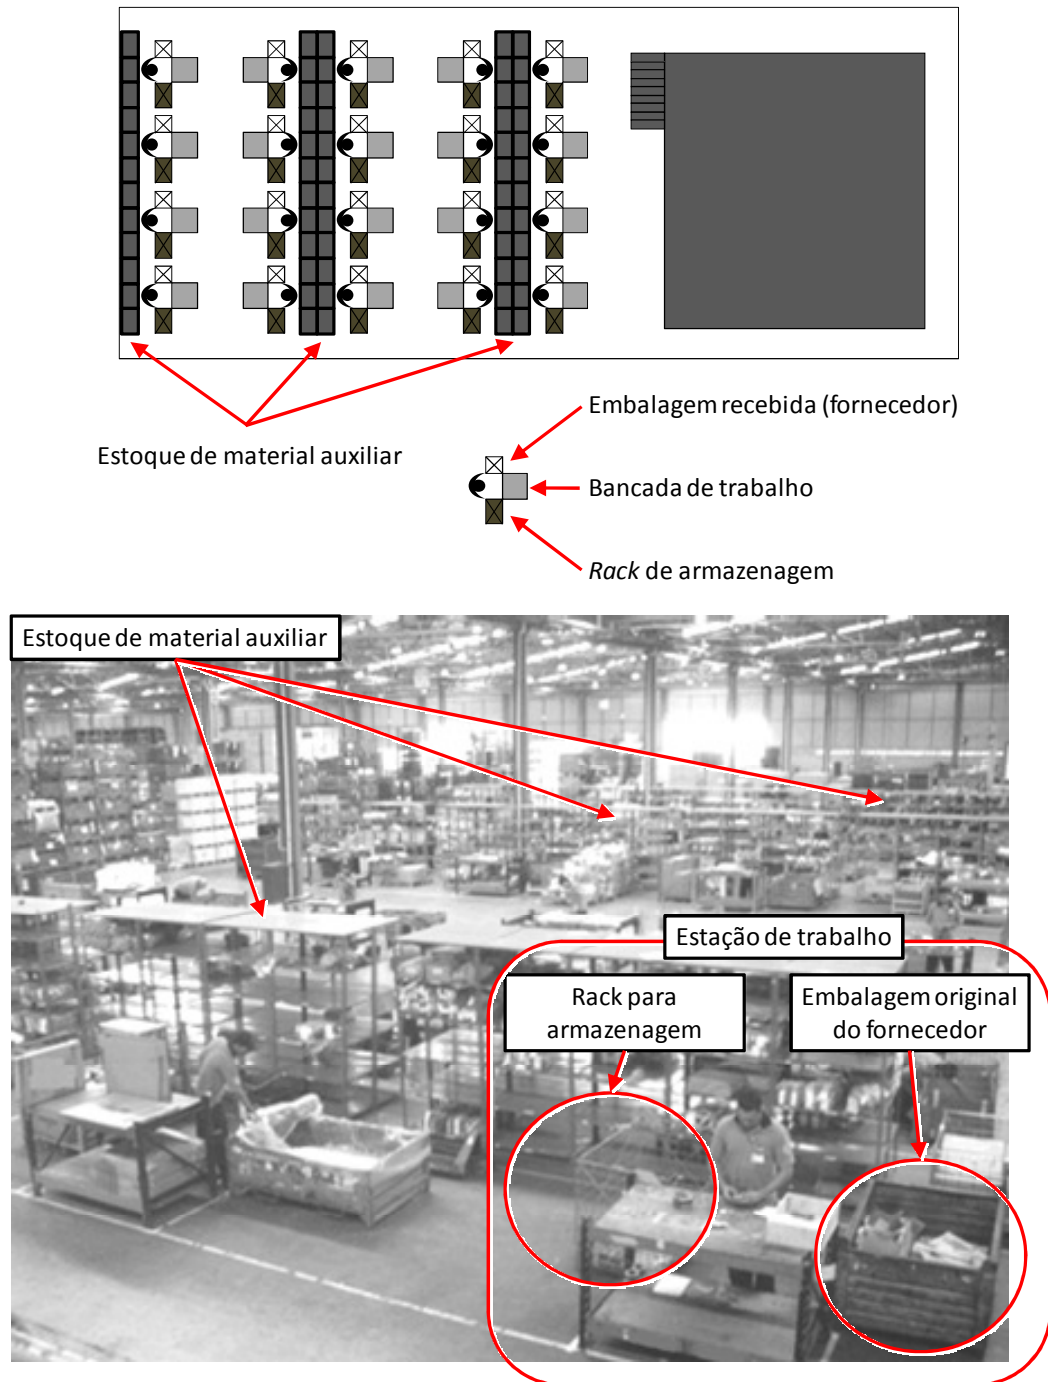 Embalagem recebida (fornecedor)
Estoque de material auxiliar
Bancada de trabalho
Rack de armazenagem
Estoque de material auxiliar
Estação de trabalho
Rack para
armazenagem
Embalagem original
do fornecedor